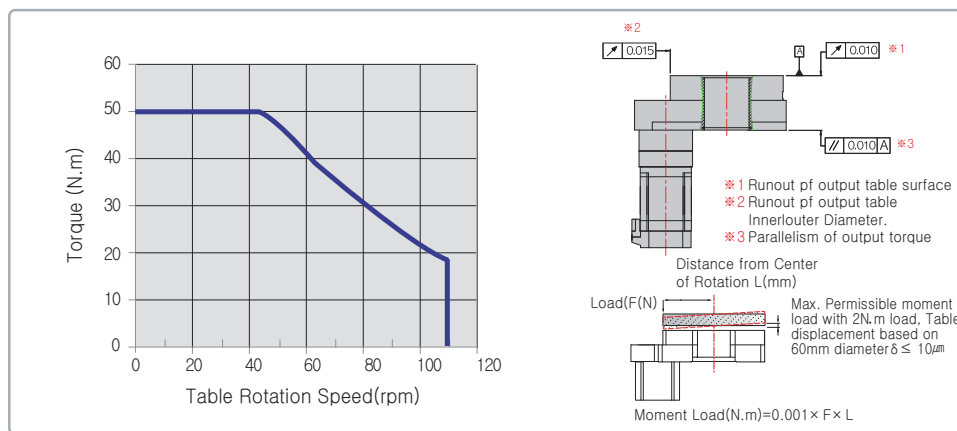 60
50
40
30
20
10
0
0 20 40 60 80 100 120
Torque (N.m)
Table Rotation Speed(rpm)
※2
0.015
A
0.010 ※1
// 0.010 A ※3
※1 Runout pf output table surface
※2 Runout pf output table
Innerlouter Diameter.
※3 Parallelism of output torque
Distance from Center
of Rotation L(mm)
Load(F(N)
Max. Permissible moment
load with 2N.m load, Table
displacement based on
60mm diameter δ ≤ 10㎛
Moment Load(N.m)=0.001× F× L